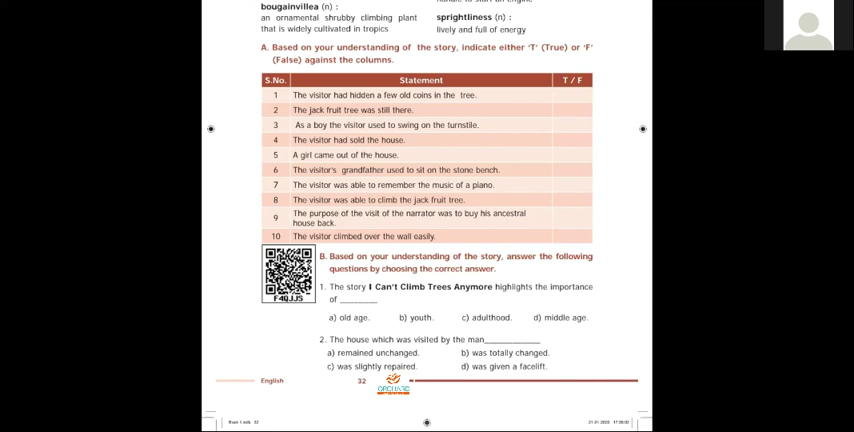 handle to start an engine
bougainvillea (n) :
an ornamental shrubby climbing plant
that is widely cultivated in tropics
sprightliness (n) :
lively and full of energy
A. Based on your understanding of the story, indicate either ‘T’ (True) or ‘F’
(False) against the columns.
S.No. Statement T / F
1 The visitor had hidden a few old coins in the tree.
2 The jack fruit tree was still there.
3 As a boy the visitor used to swing on the turnstile.
4 The visitor had sold the house.
5 A girl came out of the house.
6 The visitor's grandfather used to sit on the stone bench.
7 The visitor was able to remember the music of a piano.
8 The visitor was able to climb the jack fruit tree.
9 The purpose of the visit of the narrator was to buy his ancestral
house back.
10 The visitor climbed over the wall easily.
F4QJJS
B. Based on your understanding of the story, answer the following
questions by choosing the correct answer.
1. The story I Can't Climb Trees Anymore highlights the importance
of ________
a) old age. b) youth. c) adulthood. d) middle age.
2. The house which was visited by the man____________
a) remained unchanged. b) was totally changed.
c) was slightly repaired. d) was given a facelift.
English 32
ORCHARD